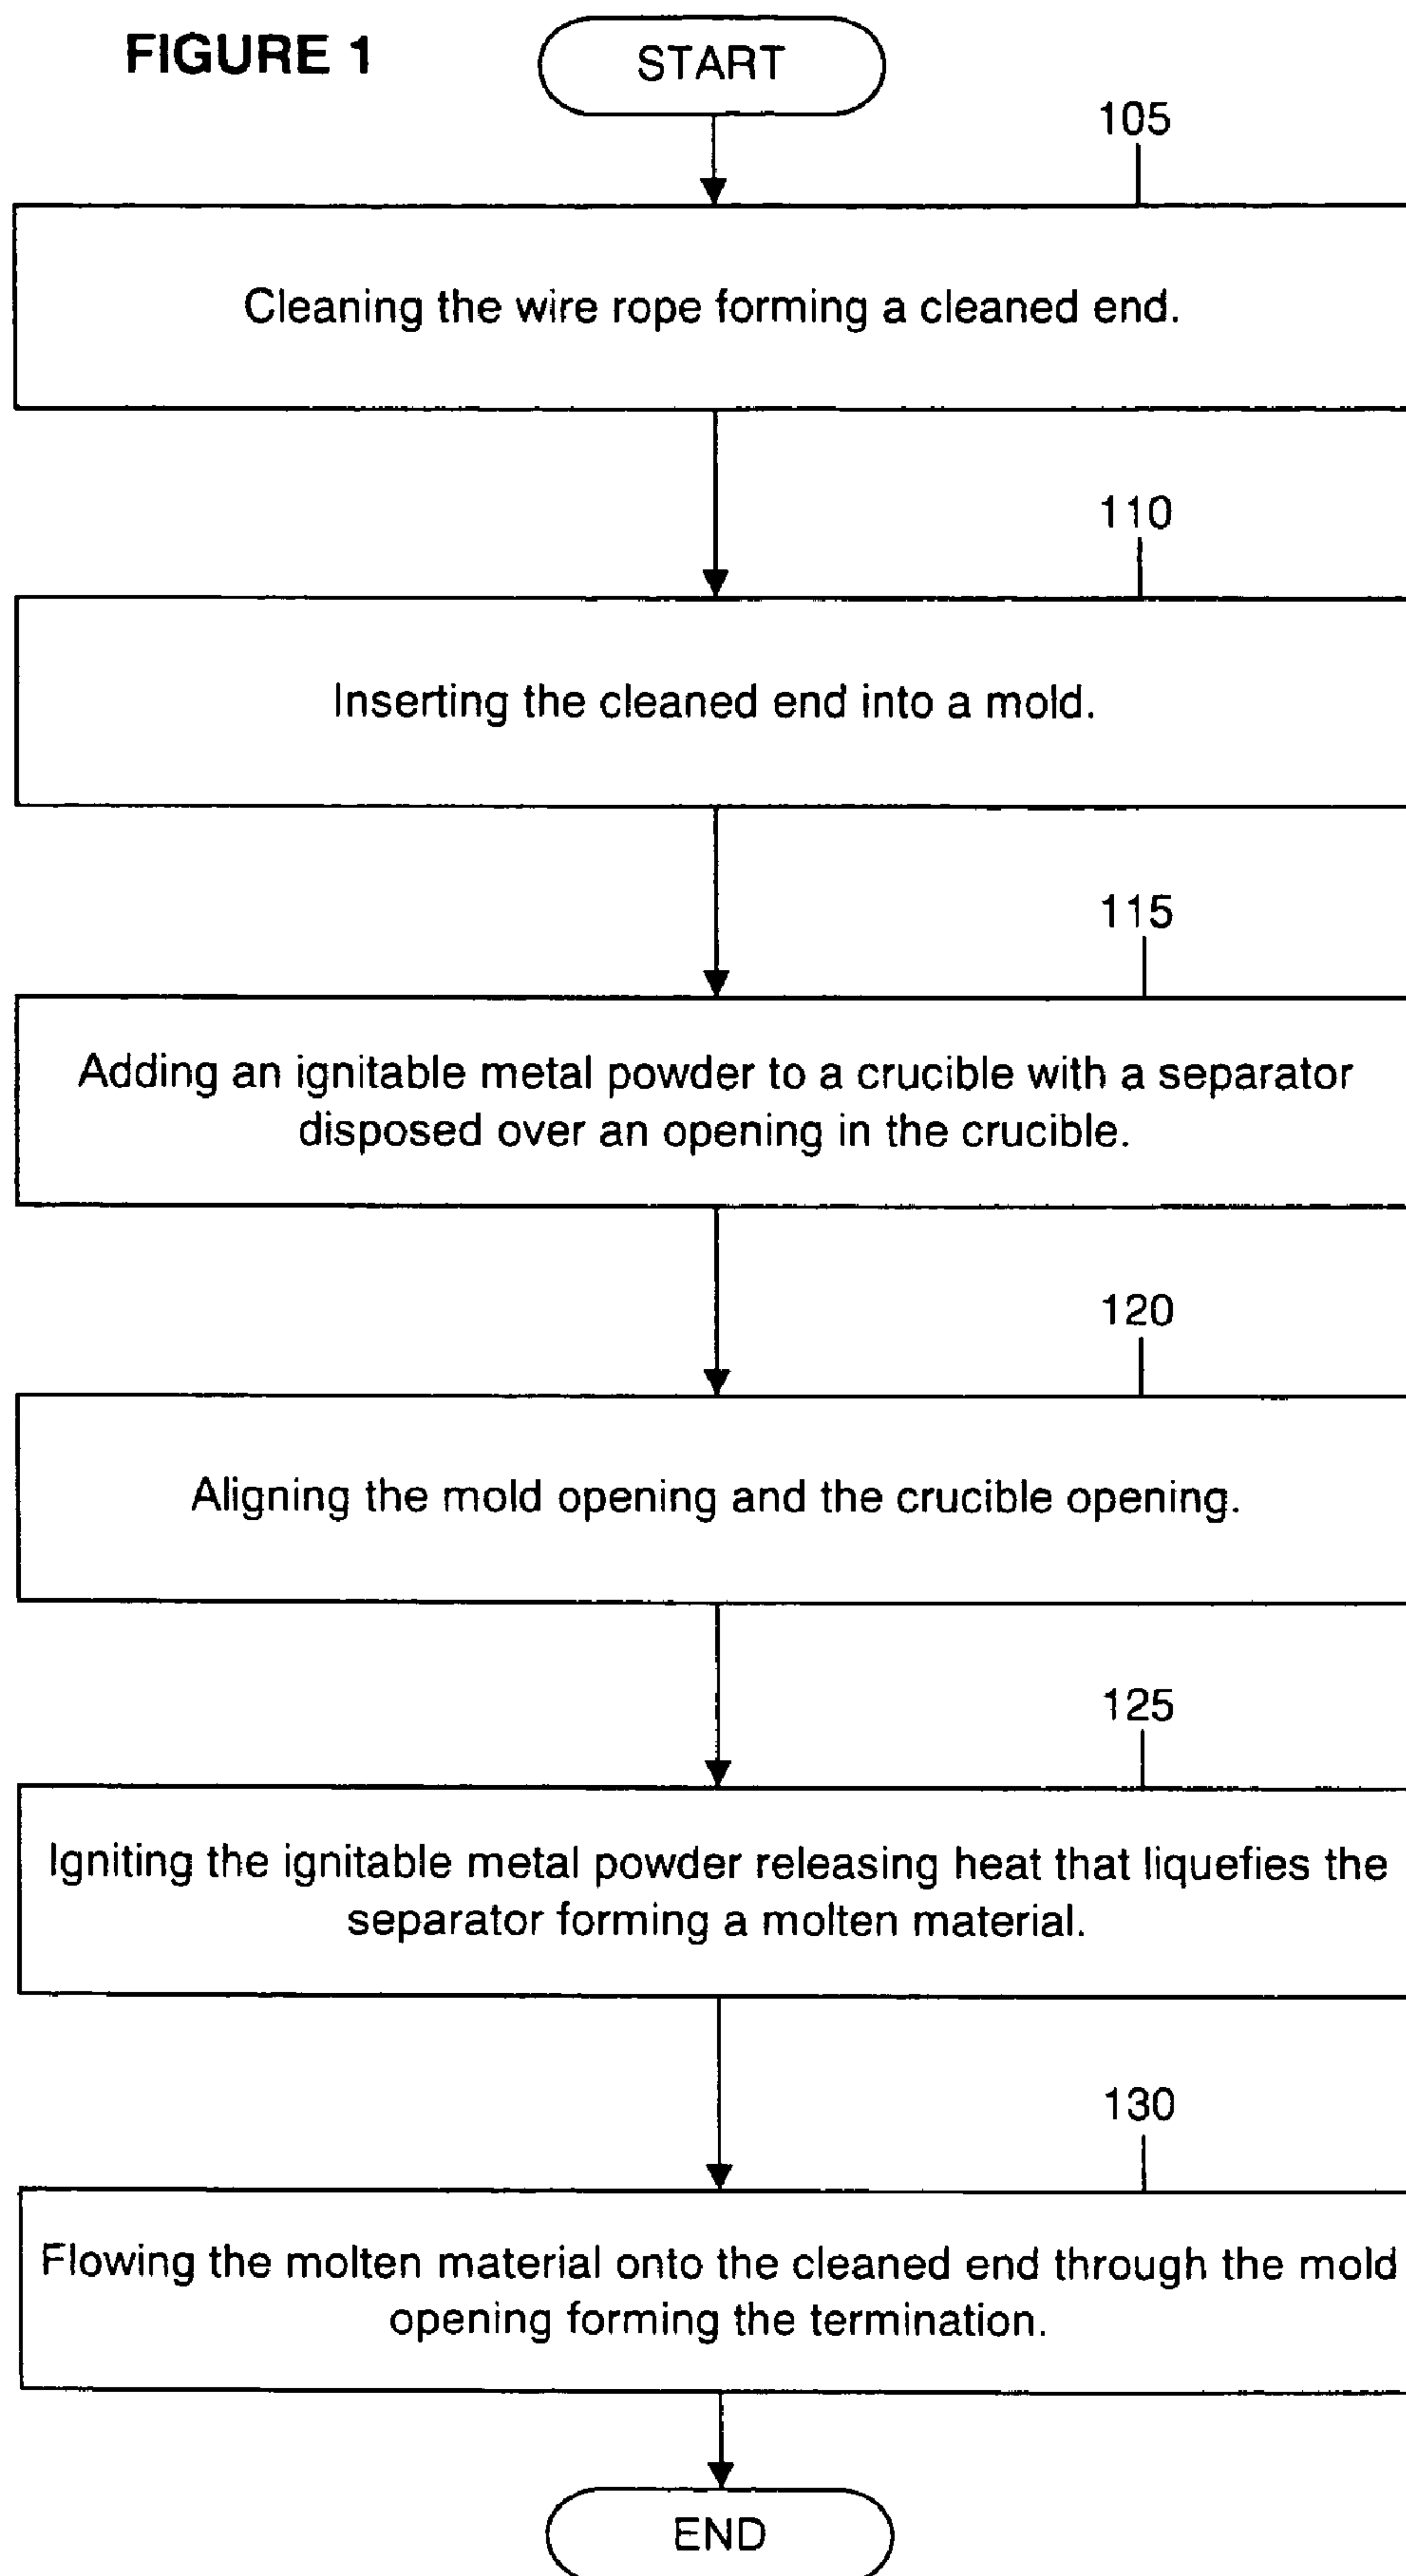 FIGURE 1
START
105
Cleaning the wire rope forming a cleaned end.
110
Inserting the cleaned end into a mold.
115
Adding an ignitable metal powder to a crucible with a separator
disposed over an opening in the crucible.
120
Aligning the mold opening and the crucible opening.
125
Igniting the ignitable metal powder releasing heat that liquefies the
separator forming a molten material.
130
Flowing the molten material onto the cleaned end through the mold
opening forming the termination.
END